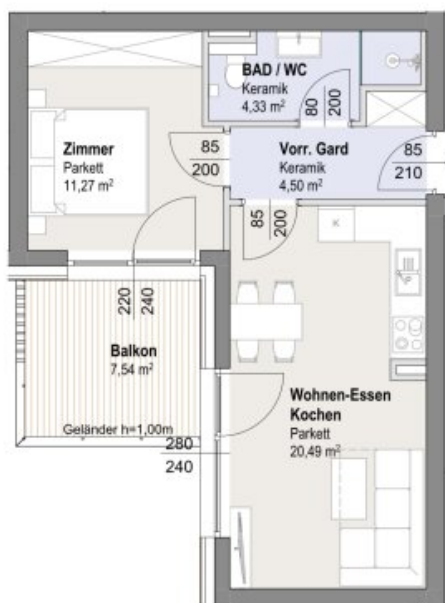 BAD / WC
Keramik
4,33 m²
80
200
Zimmer
Parkett
11,27 m²
85
200
Vorr. Gard
Keramik
4,50 m²
85
210
85
200
K
220
240
Balkon
7,54 m²
Geländer h=1,00m
280
240
Wohnen-Essen
Kochen
Parkett
20,49 m²